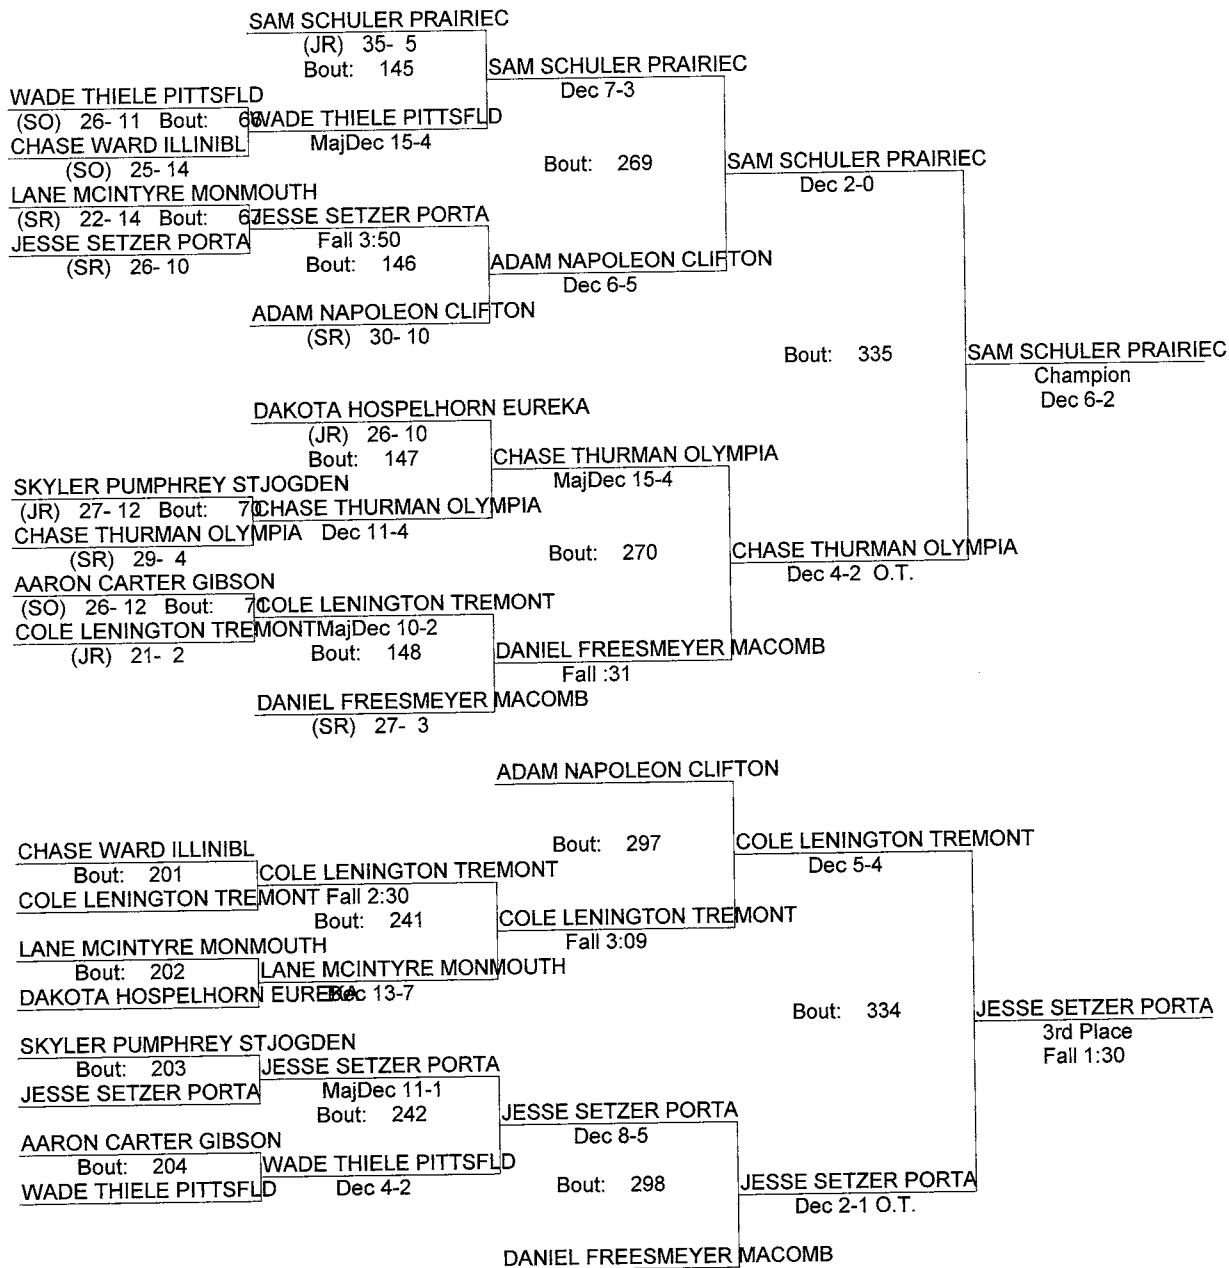 SAM SCHULER PRAIRIEC
(JR) 35- 5
Bout: 145
SAM SCHULER PRAIRIEC
Dec 7-3
WADE THIELE PITTSFLD
(SO) 26- 11 Bout: 66
WADE THIELE PITTSFLD
CHASE WARD ILLINIBL
MajDec 15-4
(SO) 25- 14
Bout: 269
SAM SCHULER PRAIRIEC
Dec 2-0
LANE MCINTYRE MONMOUTH
(SR) 22- 14 Bout: 67
JESSE SETZER PORTA
JESSE SETZER PORTA
Fall 3:50
(SR) 26- 10
Bout: 146
ADAM NAPOLEON CLIFTON
Dec 6-5
ADAM NAPOLEON CLIFTON
(SR) 30- 10
Bout: 335
SAM SCHULER PRAIRIEC
Champion
Dec 6-2
DAKOTA HOSPELHORN EUREKA
(JR) 26- 10
Bout: 147
CHASE THURMAN OLYMPIA
MajDec 15-4
SKYLER PUMPHREY STJOGDEN
(JR) 27- 12 Bout: 70
CHASE THURMAN OLYMPIA
CHASE THURMAN OLYMPIA Dec 11-4
(SR) 29- 4
Bout: 270
CHASE THURMAN OLYMPIA
Dec 4-2 O.T.
AARON CARTER GIBSON
(SO) 26- 12 Bout: 71
COLE LENINGTON TREMONT
COLE LENINGTON TREMONT MajDec 10-2
(JR) 21- 2
Bout: 148
DANIEL FREESMEYER MACOMB
Fall :31
DANIEL FREESMEYER MACOMB
(SR) 27- 3
ADAM NAPOLEON CLIFTON
Bout: 297
COLE LENINGTON TREMONT
Dec 5-4
CHASE WARD ILLINIBL
Bout: 201
COLE LENINGTON TREMONT
COLE LENINGTON TREMONT Fall 2:30
Bout: 241
COLE LENINGTON TREMONT
Fall 3:09
LANE MCINTYRE MONMOUTH
Bout: 202
LANE MCINTYRE MONMOUTH
DAKOTA HOSPELHORN EUREKA Dec 13-7
Bout: 334
JESSE SETZER PORTA
3rd Place
Fall 1:30
SKYLER PUMPHREY STJOGDEN
Bout: 203
JESSE SETZER PORTA
JESSE SETZER PORTA
MajDec 11-1
Bout: 242
JESSE SETZER PORTA
Dec 8-5
AARON CARTER GIBSON
Bout: 204
WADE THIELE PITTSFLD
WADE THIELE PITTSFLD
Dec 4-2
Bout: 298
JESSE SETZER PORTA
Dec 2-1 O.T.
DANIEL FREESMEYER MACOMB